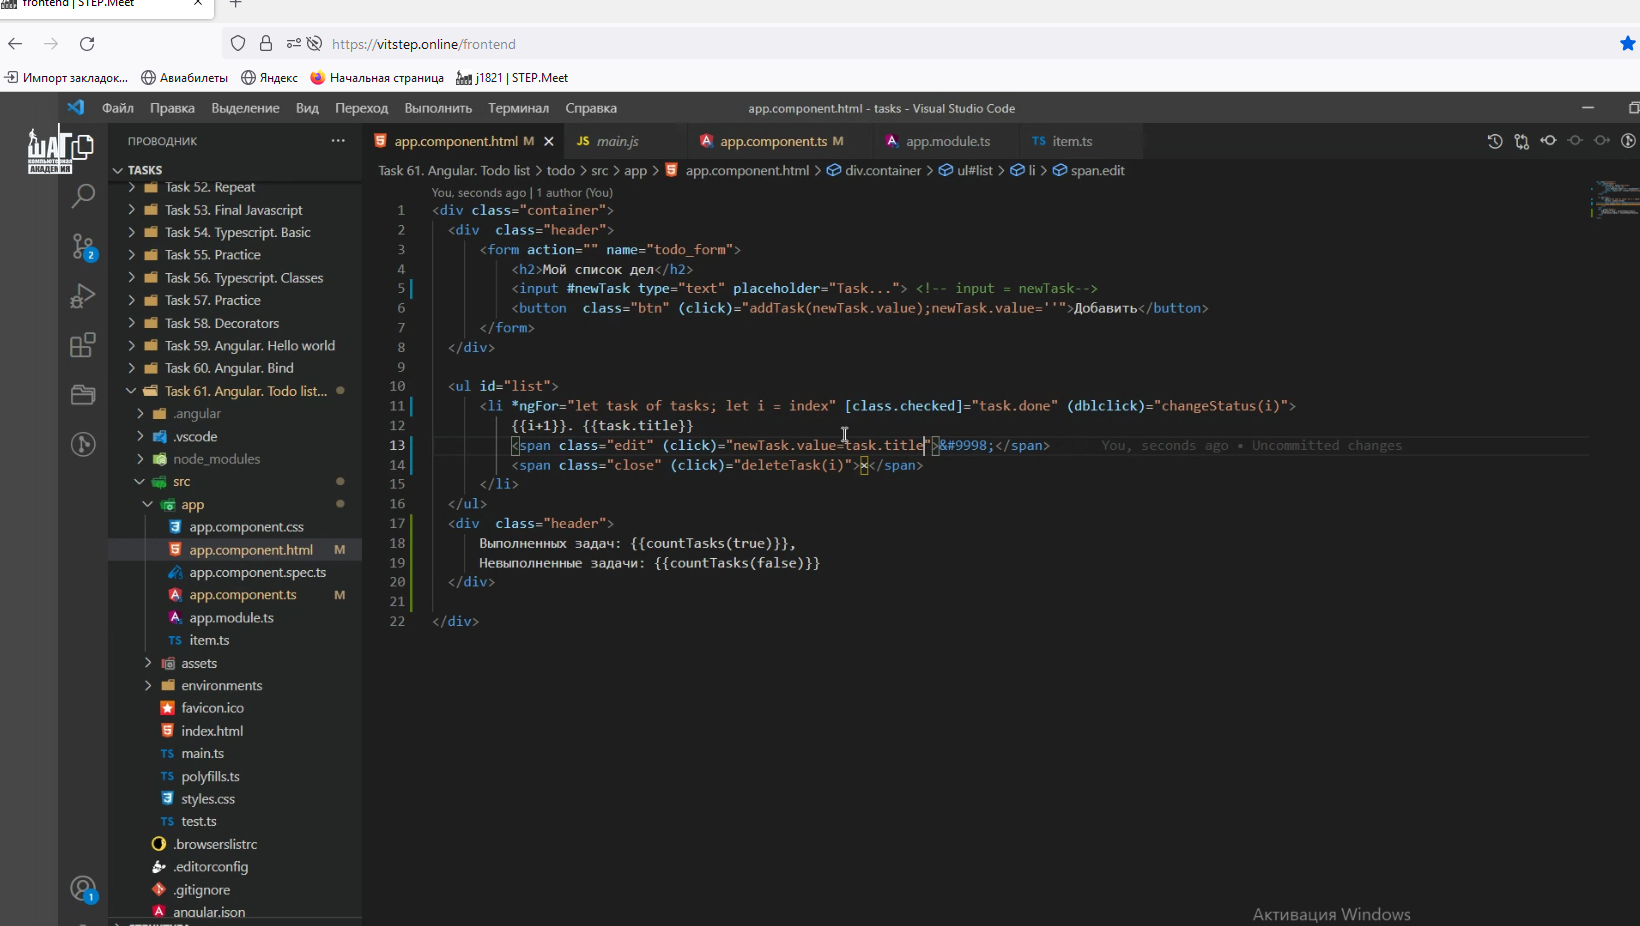 frontend | STEP.Meet
https://vitstep.online/frontend
Импорт закладок... Авиабилеты Яндекс Начальная страница j1821 | STEP.Meet
Файл Правка Выделение Вид Переход Выполнить Терминал Справка
app.component.html - tasks - Visual Studio Code
ШАГ
компьютерная
АКАДЕМИЯ
ПРОВОДНИК
TASKS
Task 52. Repeat
Task 53. Final Javascript
Task 54. Typescript. Basic
Task 55. Practice
Task 56. Typescript. Classes
Task 57. Practice
Task 58. Decorators
Task 59. Angular. Hello world
Task 60. Angular. Bind
Task 61. Angular. Todo list...
.angular
.vscode
node_modules
src
app
app.component.css
app.component.html M
app.component.spec.ts
app.component.ts M
app.module.ts
TS item.ts
assets
environments
favicon.ico
index.html
TS main.ts
TS polyfills.ts
styles.css
TS test.ts
.browserslistrc
.editorconfig
.gitignore
angular.json
2
1
app.component.html M JS main.js app.component.ts M app.module.ts TS item.ts
Task 61. Angular. Todo list > todo > src > app > app.component.html > div.container > ul#list > li > span.edit
You, seconds ago | 1 author (You)
1 <div class="container">
2 <div  class="header">
3 <form action="" name="todo_form">
4 <h2>Мой список дел</h2>
5 <input #newTask type="text" placeholder="Task..."> <!-- input = newTask-->
6 <button  class="btn" (click)="addTask(newTask.value);newTask.value=''">Добавить</button>
7 </form>
8 </div>
9
10 <ul id="list">
11 <li *ngFor="let task of tasks; let i = index" [class.checked]="task.done" (dblclick)="changeStatus(i)">
12 {{i+1}}. {{task.title}}
13 <span class="edit" (click)="newTask.value=task.title">&#9998;</span> You, seconds ago • Uncommitted changes
14 <span class="close" (click)="deleteTask(i)">×</span>
15 </li>
16 </ul>
17 <div  class="header">
18 Выполненных задач: {{countTasks(true)}},
19 Невыполненные задачи: {{countTasks(false)}}
20 </div>
21
22 </div>
Активация Windows